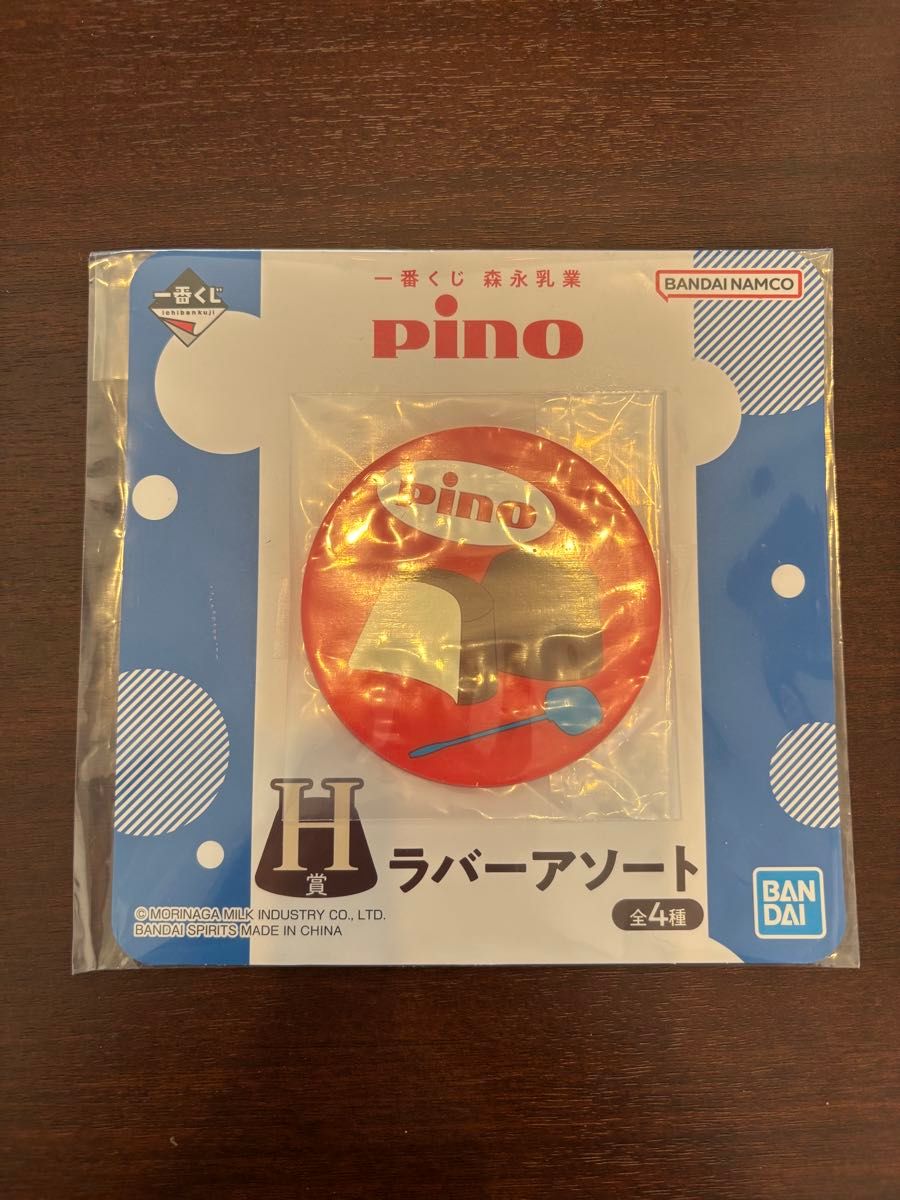 一番くじ
ichibankuji
一番くじ 森永乳業
BANDAI NAMCO
pino
pino
H
賞
ラバーアソート
全4種
© MORINAGA MILK INDUSTRY CO., LTD.
BANDAI SPIRITS MADE IN CHINA
BAN
DAI